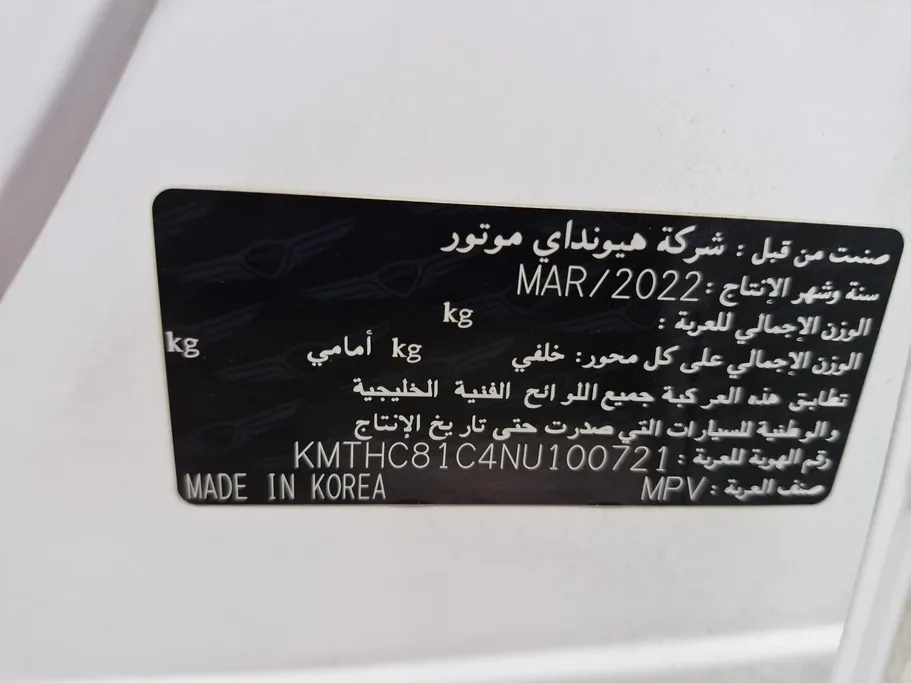 صنعت من قبل : شركة هيونداي موتور
سنة وشهر الإنتاج : MAR/2022
الوزن الإجمالي للعربة : kg
الوزن الإجمالي على كل محور: خلفي kg أمامي kg
تطابق هذه العركبة جميع اللوائح الفنية الخليجية
والوطنية للسيارات التي صدرت حتى تاريخ الإنتاج
رقم الهوية للعربة : KMTHC81C4NU100721
صنف العربة : MPV
MADE IN KOREA